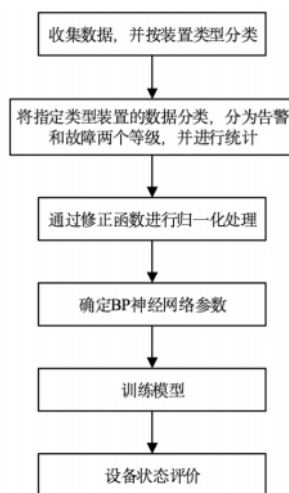 收集数据，并按装置类型分类
将指定类型装置的数据分类，分为告警
和故障两个等级，并进行统计
通过修正函数进行归一化处理
确定BP神经网络参数
训练模型
设备状态评价